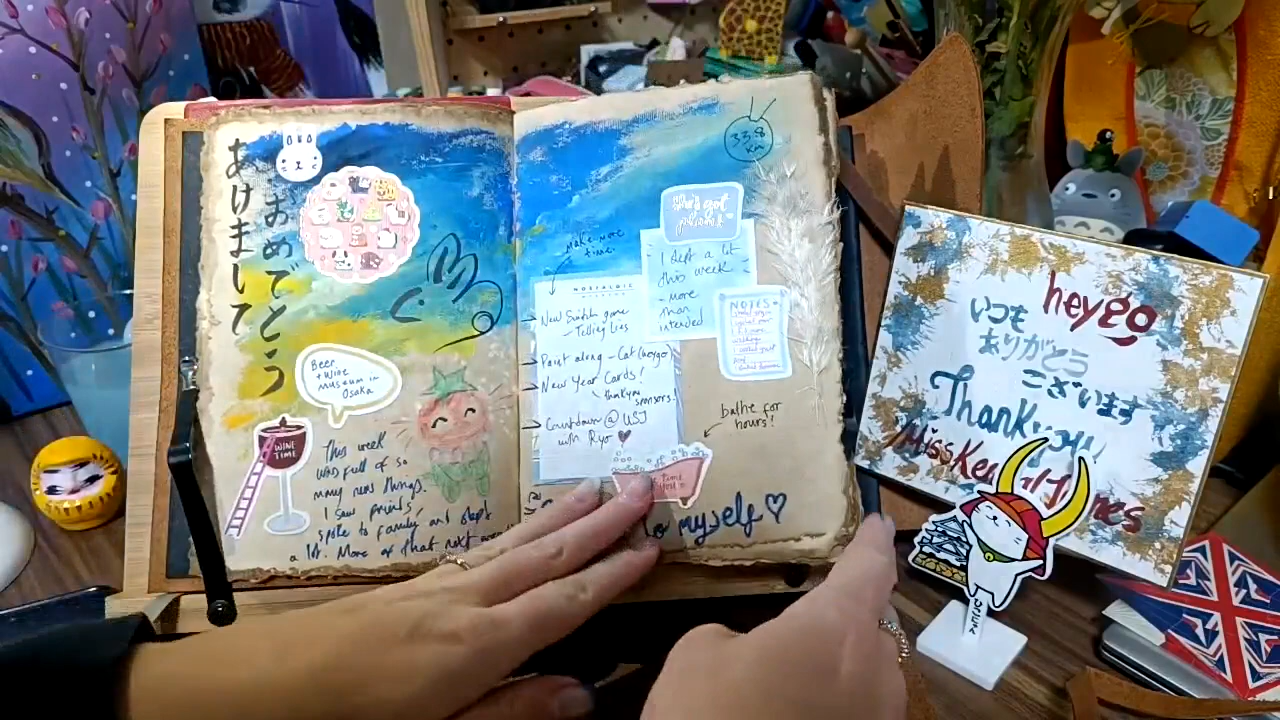 あけまして
おめでとう
Beer
+ Wine
museum in
Osaka
WINE
TIME
This week
was full of so
many new things.
I saw friends,
spoke to family, and slept
a lot. More of that next
33.8
km
she's got
plans!
make more
time
I slept a lot
this week
- more
than
intended
NOSTALGIC
New Switch game
- Telling Lies
Paint along - Cat (heygo
New Year Cards!
thankyou
sponsors!
Countdown @ USJ
with Ryo
NOTES
bathe for
hours!
to myself
heygo
いつも
ありがとう
ございます
Thank you!